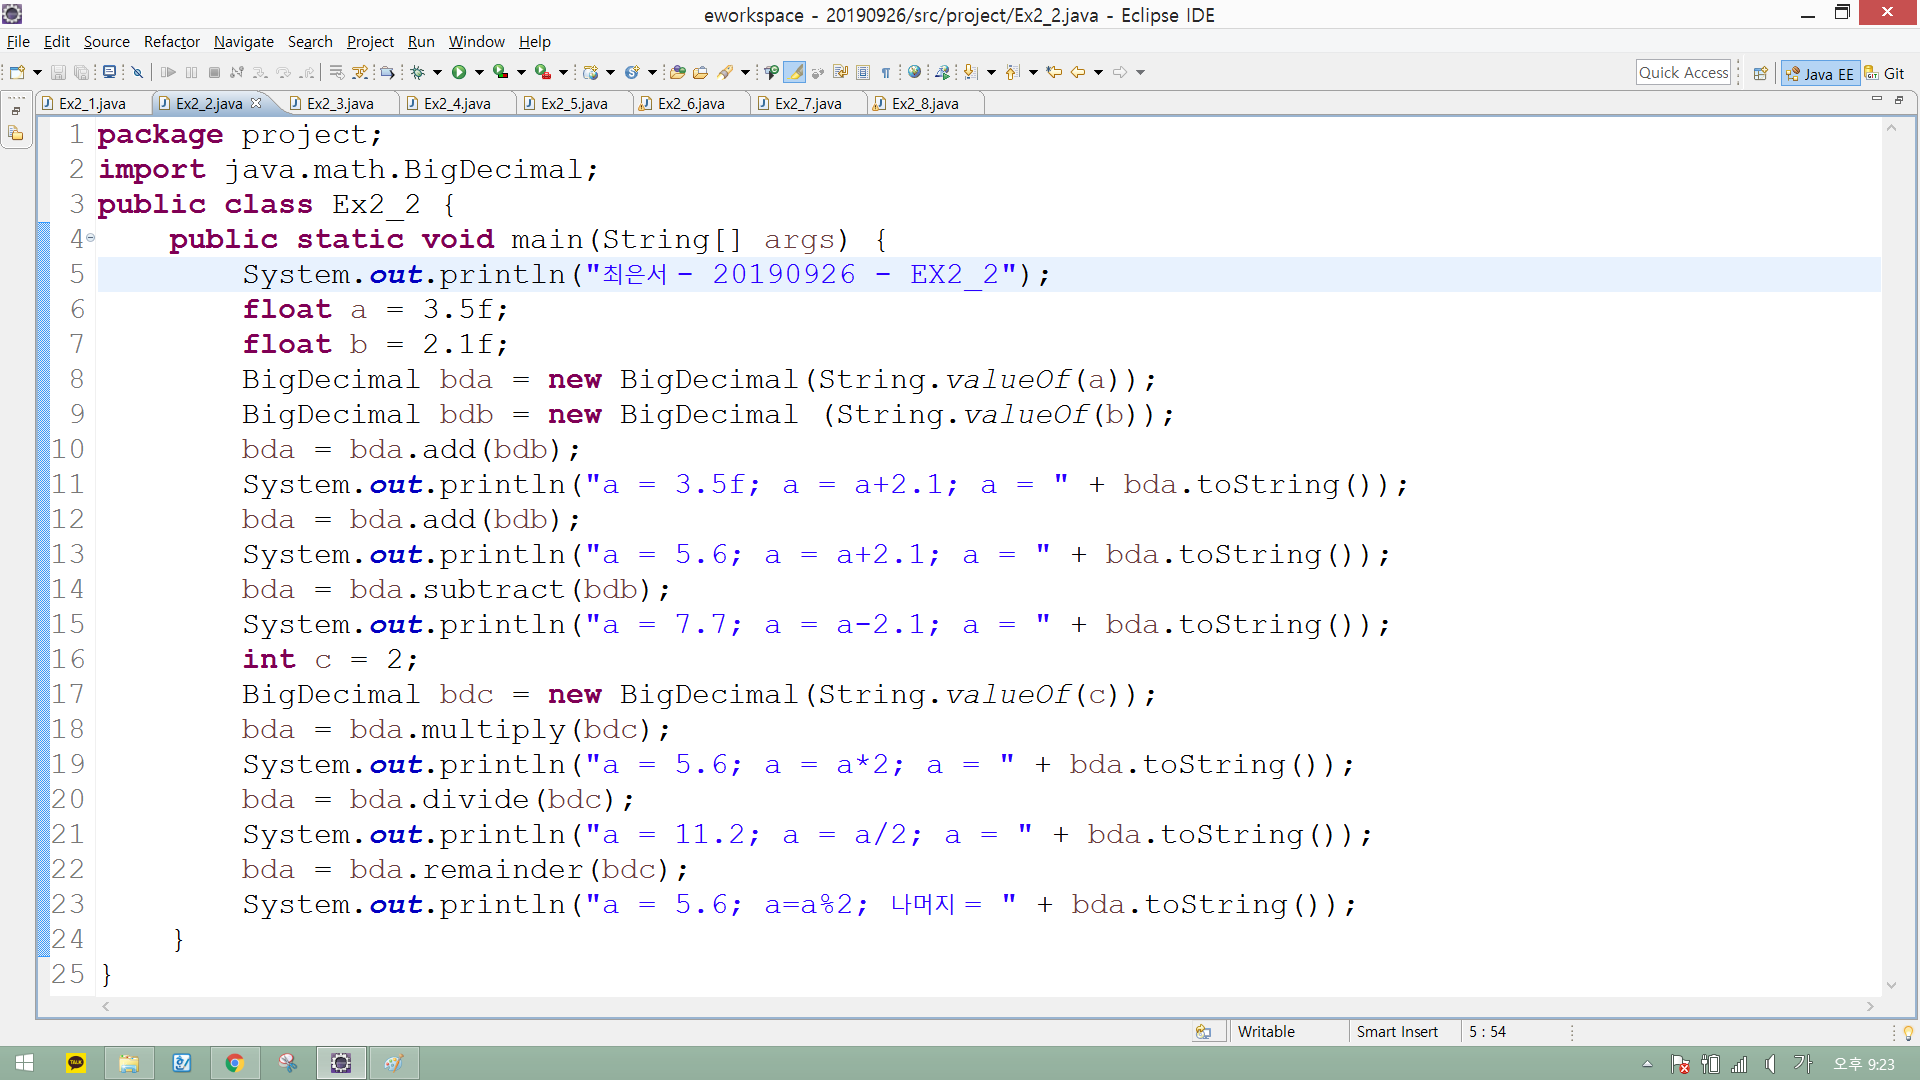 eworkspace - 20190926/src/project/Ex2_2.java - Eclipse IDE
File Edit Source Refactor Navigate Search Project Run Window Help
Quick Access Java EE Git
Ex2_1.java Ex2_2.java Ex2_3.java Ex2_4.java Ex2_5.java Ex2_6.java Ex2_7.java Ex2_8.java
1 package project;
2 import java.math.BigDecimal;
3 public class Ex2_2 {
4 public static void main(String[] args) {
5 System.out.println("최은서 - 20190926 - EX2_2");
6 float a = 3.5f;
7 float b = 2.1f;
8 BigDecimal bda = new BigDecimal(String.valueOf(a));
9 BigDecimal bdb = new BigDecimal (String.valueOf(b));
10 bda = bda.add(bdb);
11 System.out.println("a = 3.5f; a = a+2.1; a = " + bda.toString());
12 bda = bda.add(bdb);
13 System.out.println("a = 5.6; a = a+2.1; a = " + bda.toString());
14 bda = bda.subtract(bdb);
15 System.out.println("a = 7.7; a = a-2.1; a = " + bda.toString());
16 int c = 2;
17 BigDecimal bdc = new BigDecimal(String.valueOf(c));
18 bda = bda.multiply(bdc);
19 System.out.println("a = 5.6; a = a*2; a = " + bda.toString());
20 bda = bda.divide(bdc);
21 System.out.println("a = 11.2; a = a/2; a = " + bda.toString());
22 bda = bda.remainder(bdc);
23 System.out.println("a = 5.6; a=a%2; 나머지 = " + bda.toString());
24 }
25 }
Writable Smart Insert 5 : 54
TALK 가 오후 9:23